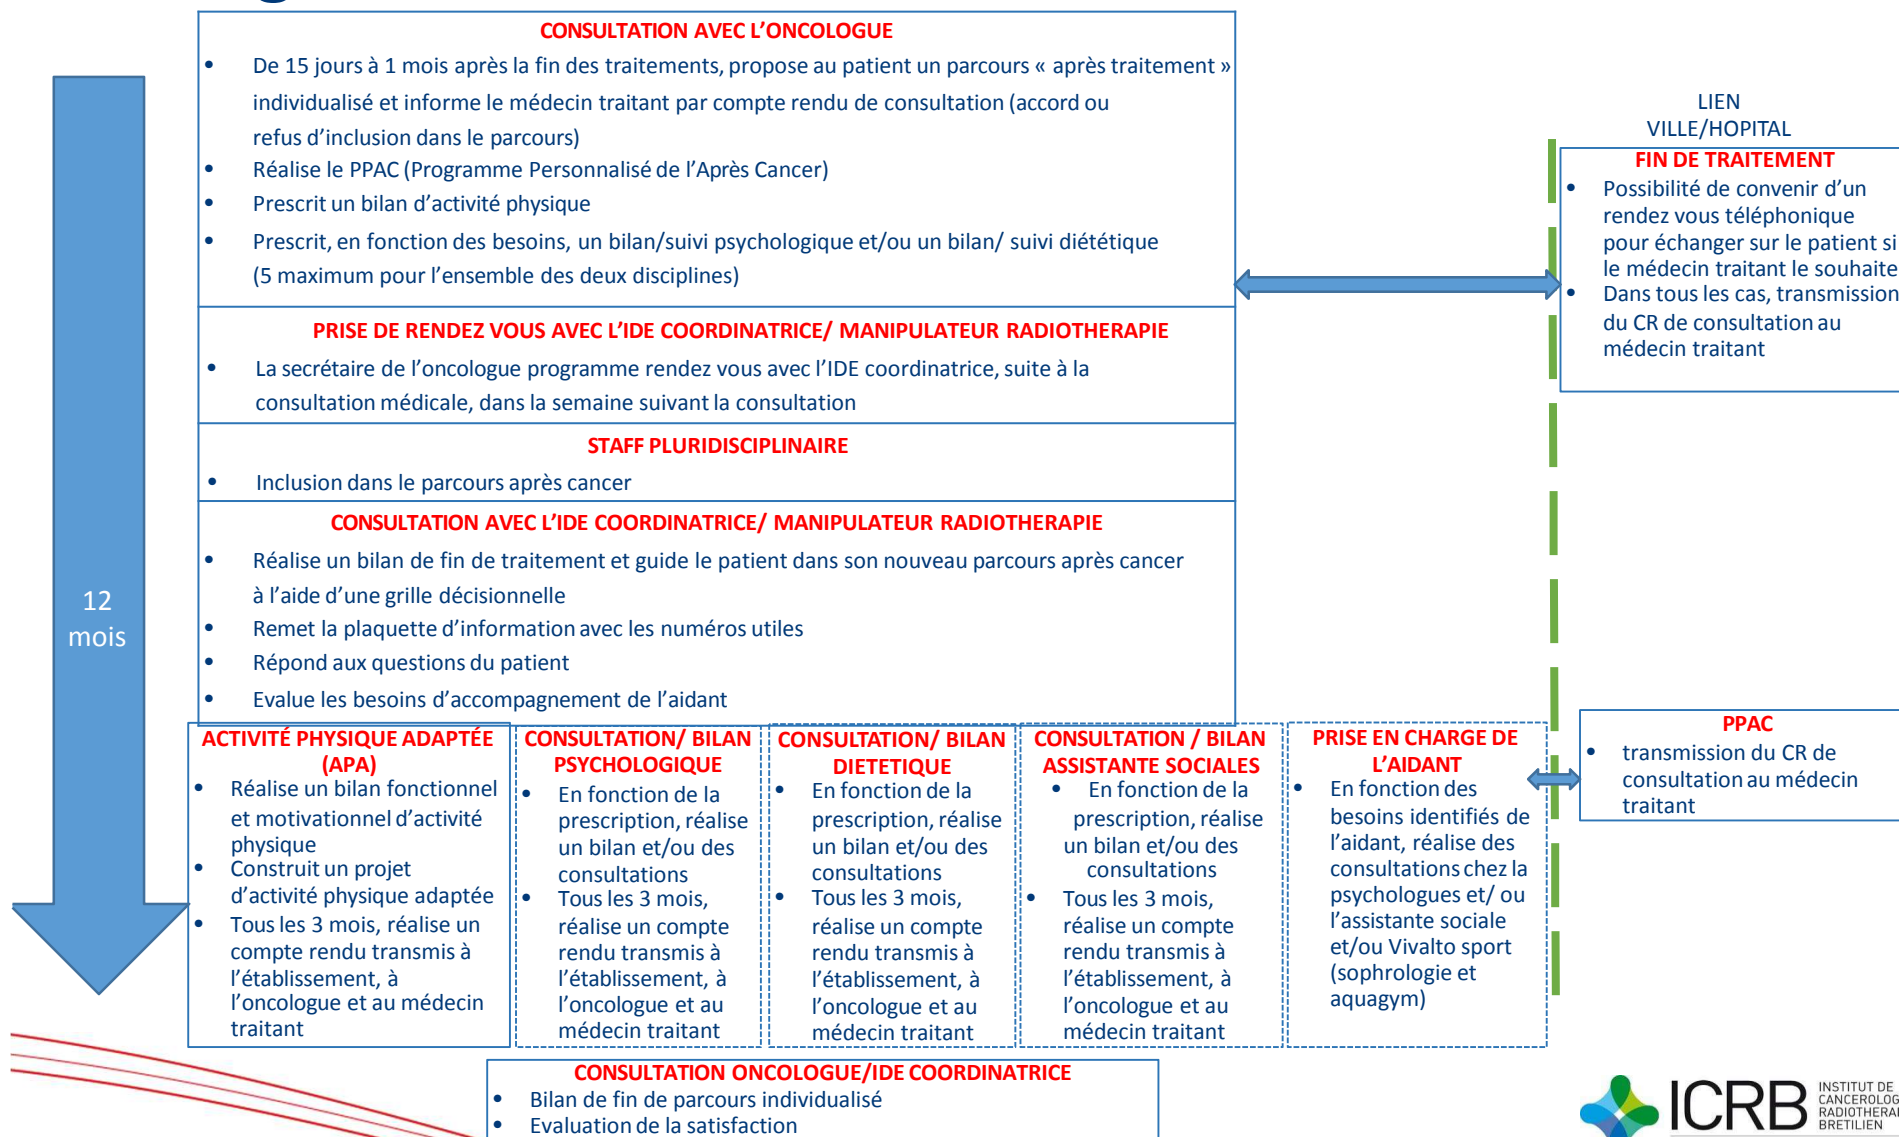 CONSULTATION AVEC L’ONCOLOGUE
• De 15 jours à 1 mois après la fin des traitements, propose au patient un parcours « après traitement »
individualisé et informe le médecin traitant par compte rendu de consultation (accord ou
refus d’inclusion dans le parcours)
• Réalise le PPAC (Programme Personnalisé de l’Après Cancer)
• Prescrit un bilan d’activité physique
• Prescrit, en fonction des besoins, un bilan/suivi psychologique et/ou un bilan/ suivi diététique
(5 maximum pour l’ensemble des deux disciplines)
PRISE DE RENDEZ VOUS AVEC L’IDE COORDINATRICE/ MANIPULATEUR RADIOTHERAPIE
• La secrétaire de l’oncologue programme rendez vous avec l’IDE coordinatrice, suite à la
consultation médicale, dans la semaine suivant la consultation
STAFF PLURIDISCIPLINAIRE
• Inclusion dans le parcours après cancer
CONSULTATION AVEC L’IDE COORDINATRICE/ MANIPULATEUR RADIOTHERAPIE
• Réalise un bilan de fin de traitement et guide le patient dans son nouveau parcours après cancer
à l’aide d’une grille décisionnelle
• Remet la plaquette d’information avec les numéros utiles
• Répond aux questions du patient
• Evalue les besoins d’accompagnement de l’aidant
12
mois
LIEN
VILLE/HOPITAL
FIN DE TRAITEMENT
• Possibilité de convenir d’un
rendez vous téléphonique
pour échanger sur le patient si
le médecin traitant le souhaite
• Dans tous les cas, transmission
du CR de consultation au
médecin traitant
ACTIVITÉ PHYSIQUE ADAPTÉE
(APA)
• Réalise un bilan fonctionnel
et motivationnel d’activité
physique
• Construit un projet
d’activité physique adaptée
• Tous les 3 mois, réalise un
compte rendu transmis à
l’établissement, à
l’oncologue et au médecin
traitant
CONSULTATION/ BILAN
PSYCHOLOGIQUE
• En fonction de la
prescription, réalise
un bilan et/ou des
consultations
• Tous les 3 mois,
réalise un compte
rendu transmis à
l’établissement, à
l’oncologue et au
médecin traitant
CONSULTATION/ BILAN
DIETETIQUE
• En fonction de la
prescription, réalise
un bilan et/ou des
consultations
• Tous les 3 mois,
réalise un compte
rendu transmis à
l’établissement, à
l’oncologue et au
médecin traitant
CONSULTATION / BILAN
ASSISTANTE SOCIALES
• En fonction de la
prescription, réalise
un bilan et/ou des
consultations
• Tous les 3 mois,
réalise un compte
rendu transmis à
l’établissement, à
l’oncologue et au
médecin traitant
PRISE EN CHARGE DE
L’AIDANT
• En fonction des
besoins identifiés de
l’aidant, réalise des
consultations chez la
psychologues et/ ou
l’assistante sociale
et/ou Vivalto sport
(sophrologie et
aquagym)
PPAC
• transmission du CR de
consultation au médecin
traitant
CONSULTATION ONCOLOGUE/IDE COORDINATRICE
• Bilan de fin de parcours individualisé
• Evaluation de la satisfaction
ICRB
INSTITUT DE
CANCEROLOG
RADIOTHERA
BRETILIEN